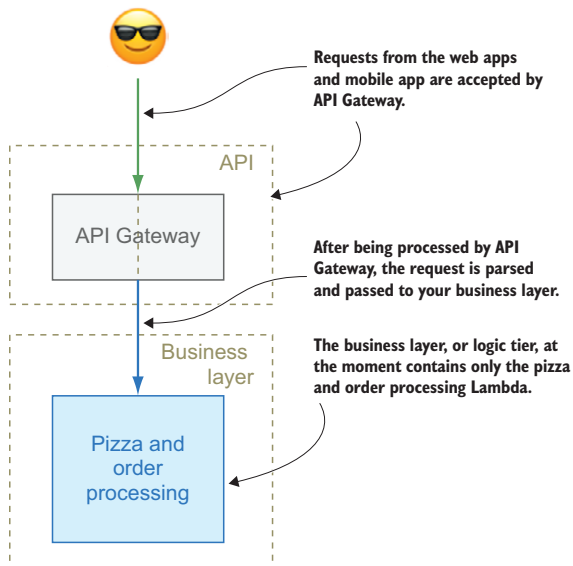 Requests from the web apps
and mobile app are accepted by
API Gateway.
API
API Gateway
After being processed by API
Gateway, the request is parsed
and passed to your business layer.
Business
layer
The business layer, or logic tier, at
the moment contains only the pizza
and order processing Lambda.
Pizza and
order
processing